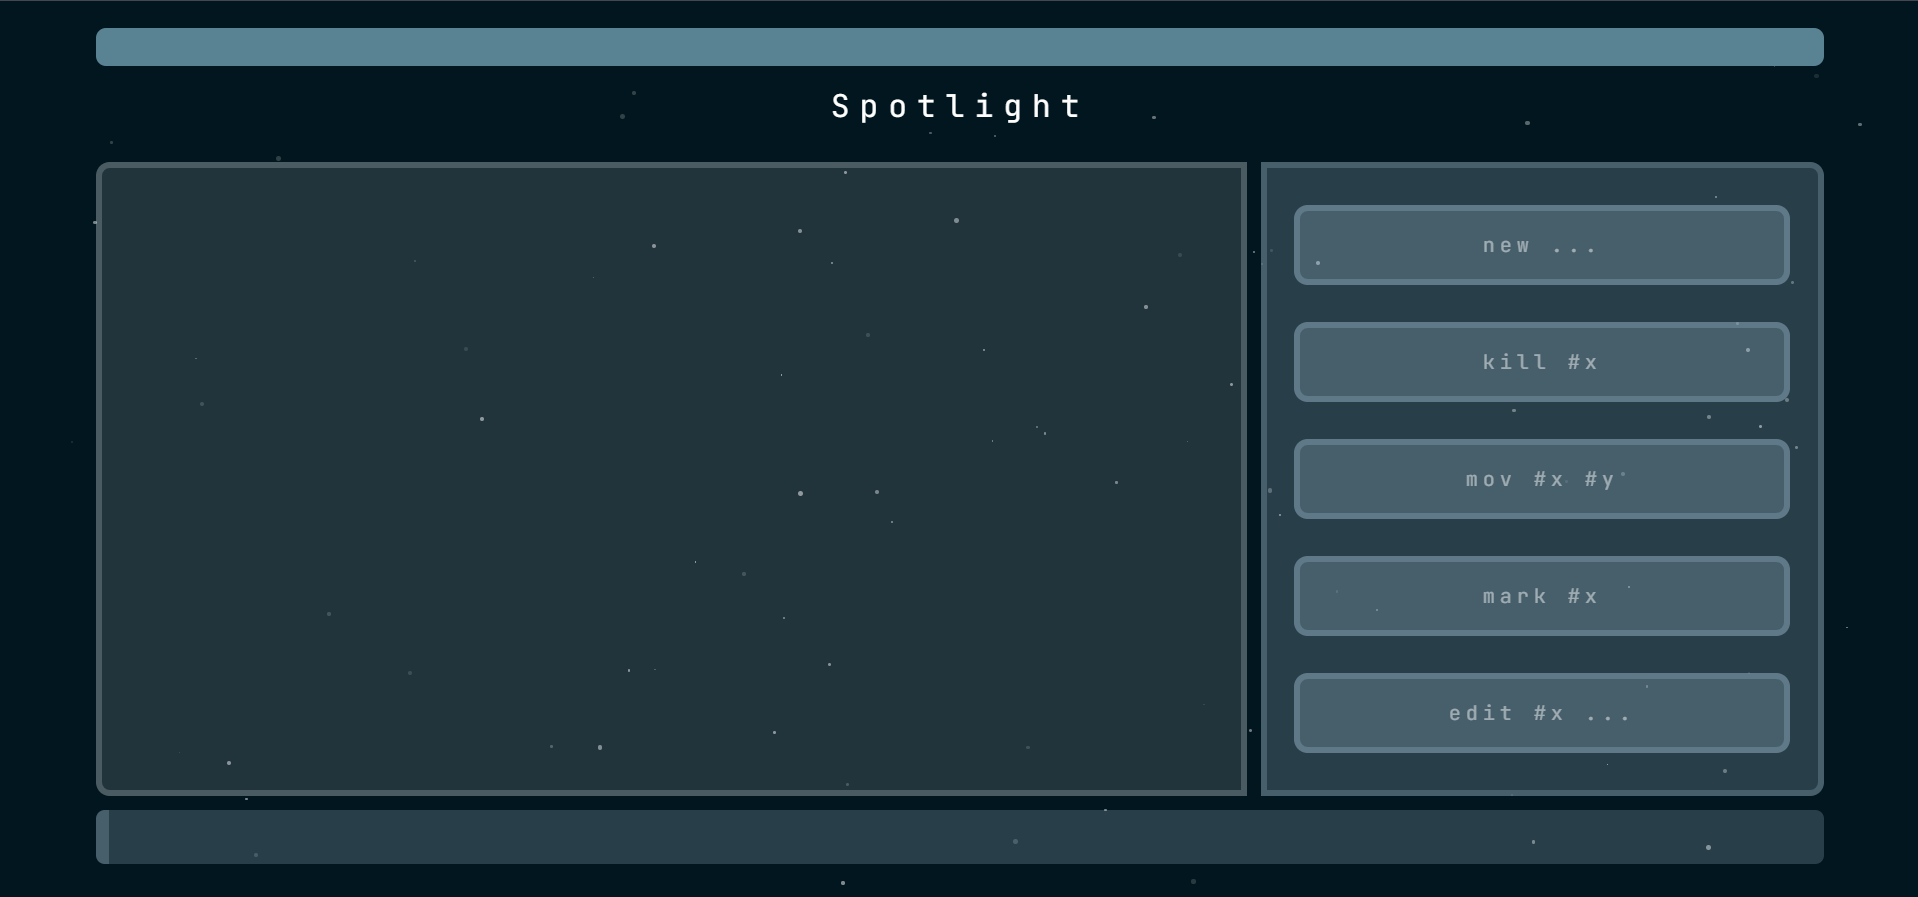 Spotlight
new ...
kill #x
mov #x #y
mark #x
edit #x ...